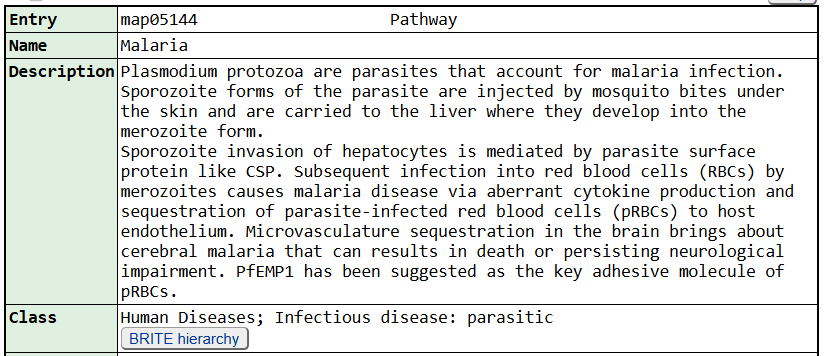 Entry map05144 Pathway
Name Malaria
Description Plasmodium protozoa are parasites that account for malaria infection.
Sporozoite forms of the parasite are injected by mosquito bites under
the skin and are carried to the liver where they develop into the
merozoite form.
Sporozoite invasion of hepatocytes is mediated by parasite surface
protein like CSP. Subsequent infection into red blood cells (RBCs) by
merozoites causes malaria disease via aberrant cytokine production and
sequestration of parasite-infected red blood cells (pRBCs) to host
endothelium. Microvasculature sequestration in the brain brings about
cerebral malaria that can results in death or persisting neurological
impairment. PfEMP1 has been suggested as the key adhesive molecule of
pRBCs.
Class Human Diseases; Infectious disease: parasitic
BRITE hierarchy